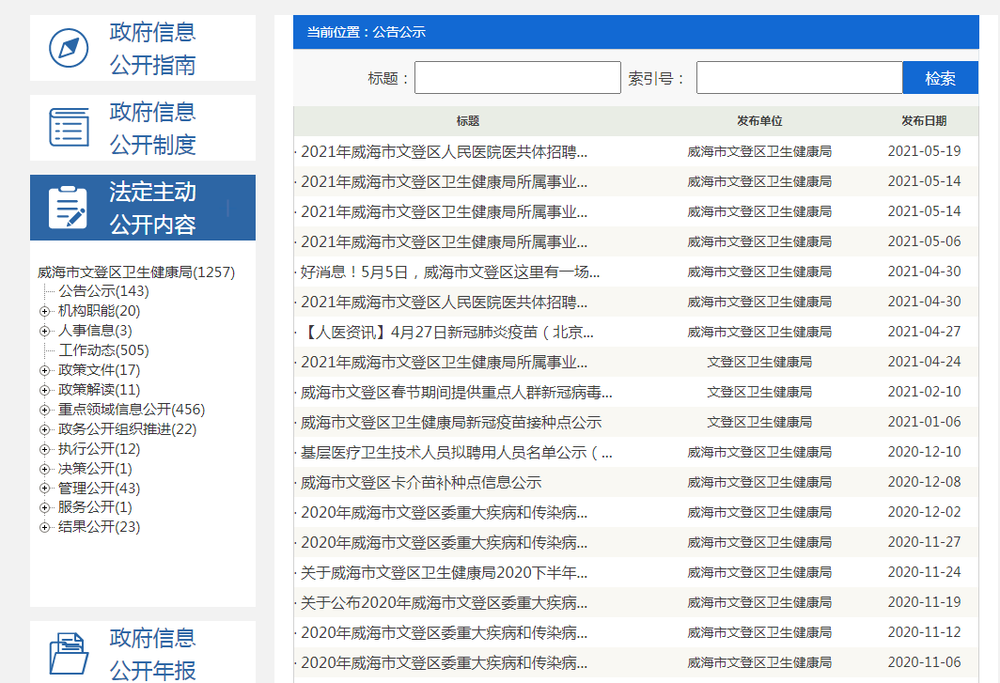 政府信息
公开指南
政府信息
公开制度
法定主动
公开内容
威海市文登区卫生健康局(1257)
公告公示(143)
机构职能(20)
人事信息(3)
工作动态(505)
政策文件(17)
政策解读(11)
重点领域信息公开(456)
政务公开组织推进(22)
执行公开(12)
决策公开(1)
管理公开(43)
服务公开(1)
结果公开(23)
政府信息
公开年报
当前位置：公告公示
标题： 索引号： 检索
标题 发布单位 发布日期
· 2021年威海市文登区人民医院医共体招聘... 威海市文登区卫生健康局 2021-05-19
· 2021年威海市文登区卫生健康局所属事业... 威海市文登区卫生健康局 2021-05-14
· 2021年威海市文登区卫生健康局所属事业... 威海市文登区卫生健康局 2021-05-14
· 2021年威海市文登区卫生健康局所属事业... 威海市文登区卫生健康局 2021-05-06
· 好消息！5月5日，威海市文登区这里有一场... 威海市文登区卫生健康局 2021-04-30
· 2021年威海市文登区人民医院医共体招聘... 威海市文登区卫生健康局 2021-04-30
· 【人医资讯】4月27日新冠肺炎疫苗（北京... 威海市文登区卫生健康局 2021-04-27
· 2021年威海市文登区卫生健康局所属事业... 文登区卫生健康局 2021-04-24
· 威海市文登区春节期间提供重点人群新冠病毒... 文登区卫生健康局 2021-02-10
· 威海市文登区卫生健康局新冠疫苗接种点公示 文登区卫生健康局 2021-01-06
· 基层医疗卫生技术人员拟聘用人员名单公示（... 威海市文登区卫生健康局 2020-12-10
· 威海市文登区卡介苗补种点信息公示 威海市文登区卫生健康局 2020-12-08
· 2020年威海市文登区委重大疾病和传染病... 威海市文登区卫生健康局 2020-12-02
· 2020年威海市文登区委重大疾病和传染病... 威海市文登区卫生健康局 2020-11-27
· 关于威海市文登区卫生健康局2020下半年... 威海市文登区卫生健康局 2020-11-24
· 关于公布2020年威海市文登区委重大疾病... 威海市文登区卫生健康局 2020-11-19
· 2020年威海市文登区委重大疾病和传染病... 威海市文登区卫生健康局 2020-11-12
· 2020年威海市文登区委重大疾病和传染病... 威海市文登区卫生健康局 2020-11-06